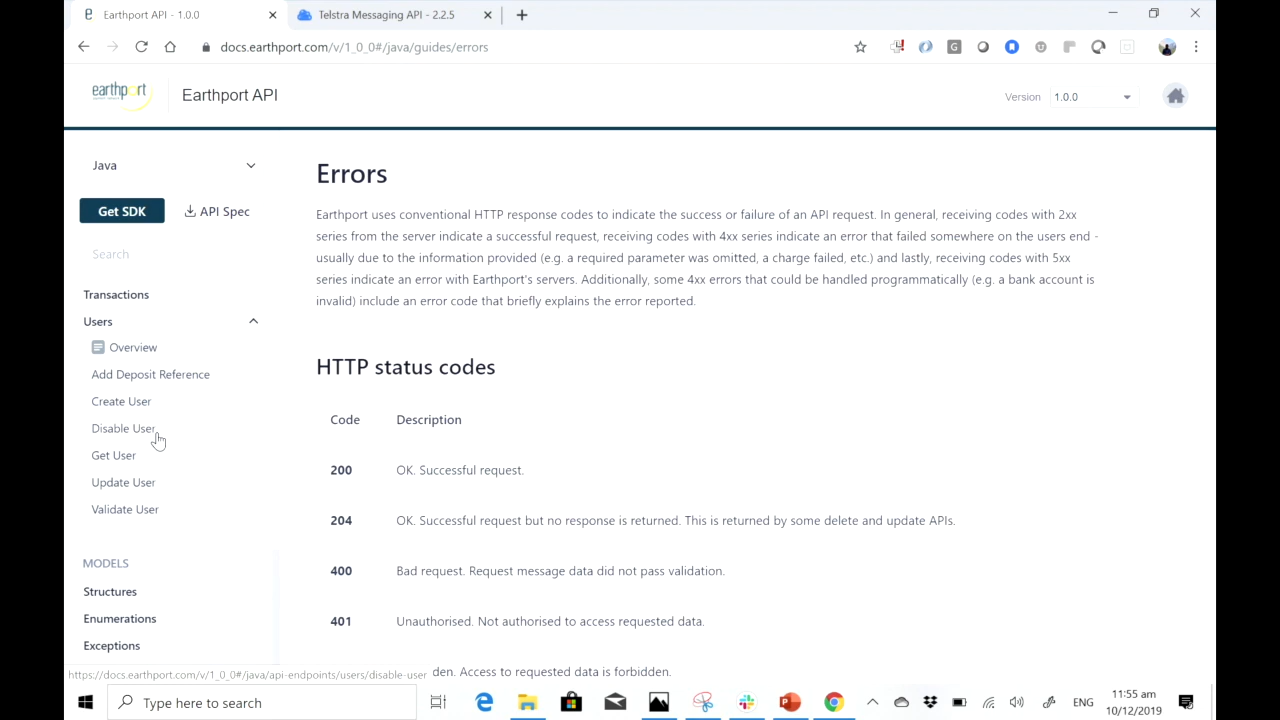 Earthport API - 1.0.0
Telstra Messaging API - 2.2.5
docs.earthport.com/v/1_0_0#/java/guides/errors
earthport
Earthport API
Version 1.0.0
Java
Get SDK
API Spec
Search
Transactions
Users
Overview
Add Deposit Reference
Create User
Disable User
Get User
Update User
Validate User
MODELS
Structures
Enumerations
Exceptions
Errors
Earthport uses conventional HTTP response codes to indicate the success or failure of an API request. In general, receiving codes with 2xx
series from the server indicate a successful request, receiving codes with 4xx series indicate an error that failed somewhere on the users end -
usually due to the information provided (e.g. a required parameter was omitted, a charge failed, etc.) and lastly, receiving codes with 5xx
series indicate an error with Earthport's servers. Additionally, some 4xx errors that could be handled programmatically (e.g. a bank account is
invalid) include an error code that briefly explains the error reported.
HTTP status codes
Code Description
200 OK. Successful request.
204 OK. Successful request but no response is returned. This is returned by some delete and update APIs.
400 Bad request. Request message data did not pass validation.
401 Unauthorised. Not authorised to access requested data.
den. Access to requested data is forbidden.
https://docs.earthport.com/v/1_0_0#/java/api-endpoints/users/disable-user
Type here to search
ENG
11:55 am
10/12/2019